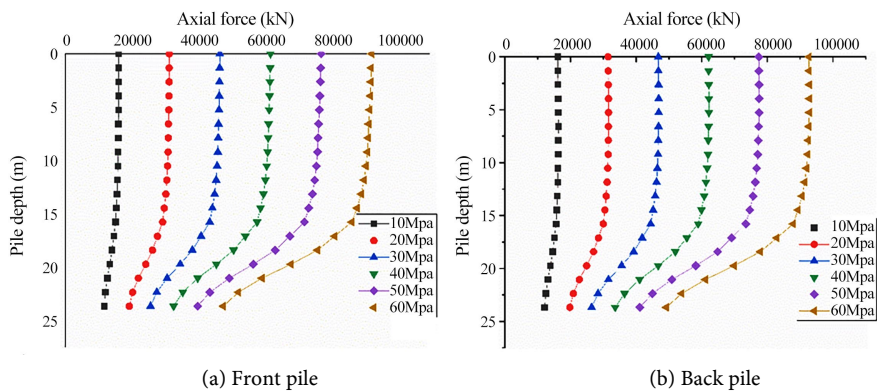 Axial force (kN)
0 20000 40000 60000 80000 100000
Pile depth (m)
0
5
10
15
20
25
10Mpa
20Mpa
30Mpa
40Mpa
50Mpa
60Mpa
(a) Front pile
Axial force (kN)
0 20000 40000 60000 80000 100000
Pile depth (m)
0
5
10
15
20
25
10Mpa
20Mpa
30Mpa
40Mpa
50Mpa
60Mpa
(b) Back pile